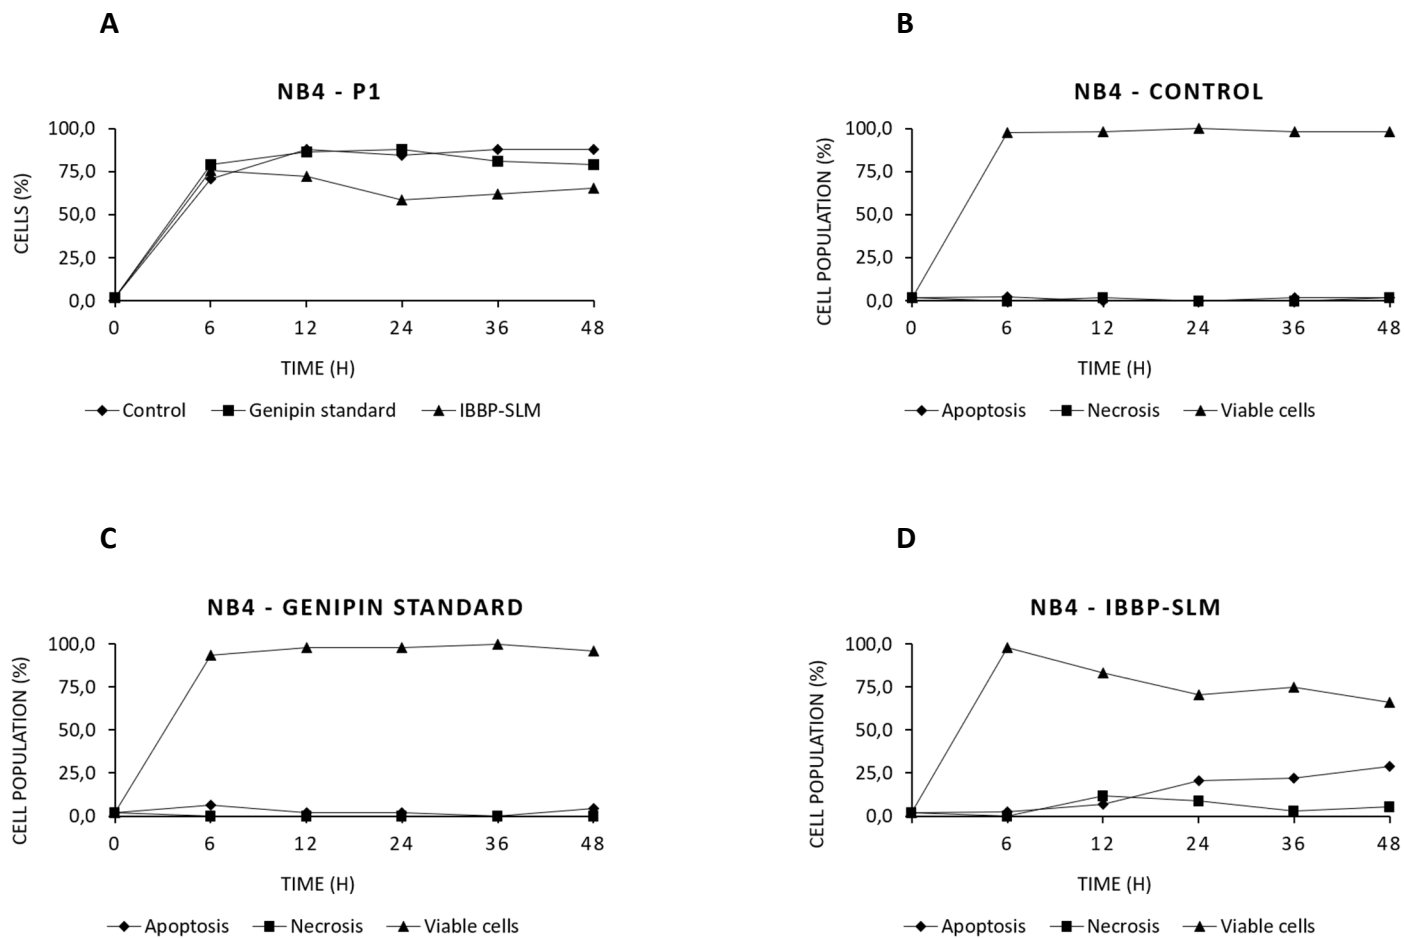 A
NB4 - P1
CELLS (%)
100,0
75,0
50,0
25,0
0,0
0 6 12 24 36 48
TIME (H)
Control Genipin standard IBBP-SLM
B
NB4 - CONTROL
CELL POPULATION (%)
100,0
75,0
50,0
25,0
0,0
0 6 12 24 36 48
TIME (H)
Apoptosis Necrosis Viable cells
C
NB4 - GENIPIN STANDARD
CELL POPULATION (%)
100,0
75,0
50,0
25,0
0,0
0 6 12 24 36 48
TIME (H)
Apoptosis Necrosis Viable cells
D
NB4 - IBBP-SLM
CELL POPULATION (%)
100,0
75,0
50,0
25,0
0,0
6 12 24 36 48
TIME (H)
Apoptosis Necrosis Viable cells